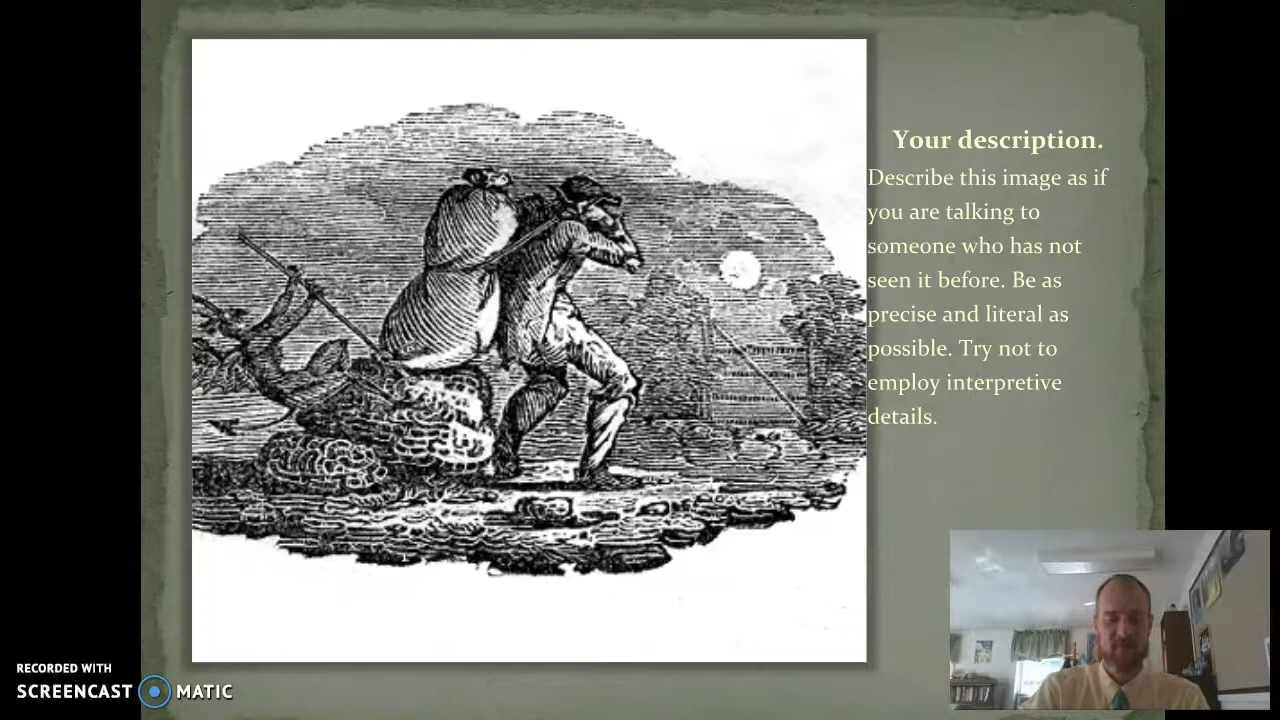 Your description.
Describe this image as if
you are talking to
someone who has not
seen it before. Be as
precise and literal as
possible. Try not to
employ interpretive
details.
RECORDED WITH
SCREENCAST MATIC